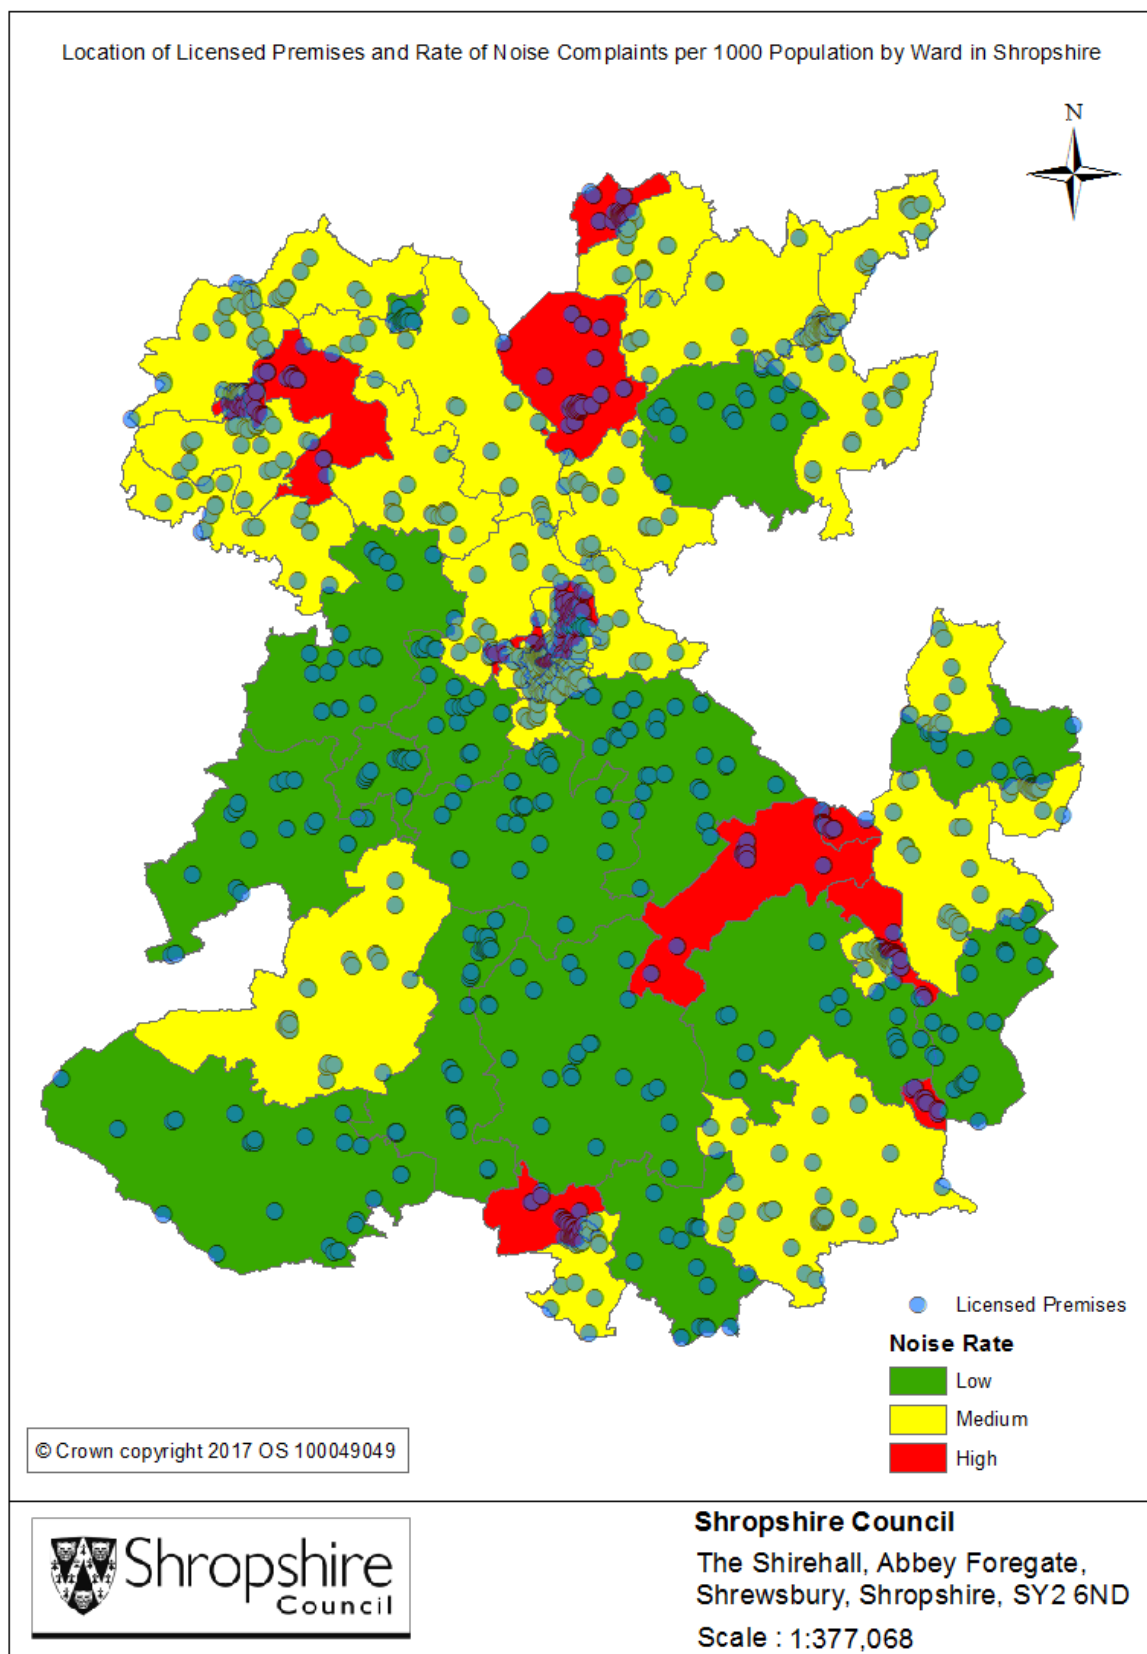 Location of Licensed Premises and Rate of Noise Complaints per 1000 Population by Ward in Shropshire
N
Licensed Premises
Noise Rate
Low
Medium
High
© Crown copyright 2017 OS 100049049
Shropshire
Council
Shropshire Council
The Shirehall, Abbey Foregate,
Shrewsbury, Shropshire, SY2 6ND
Scale : 1:377,068